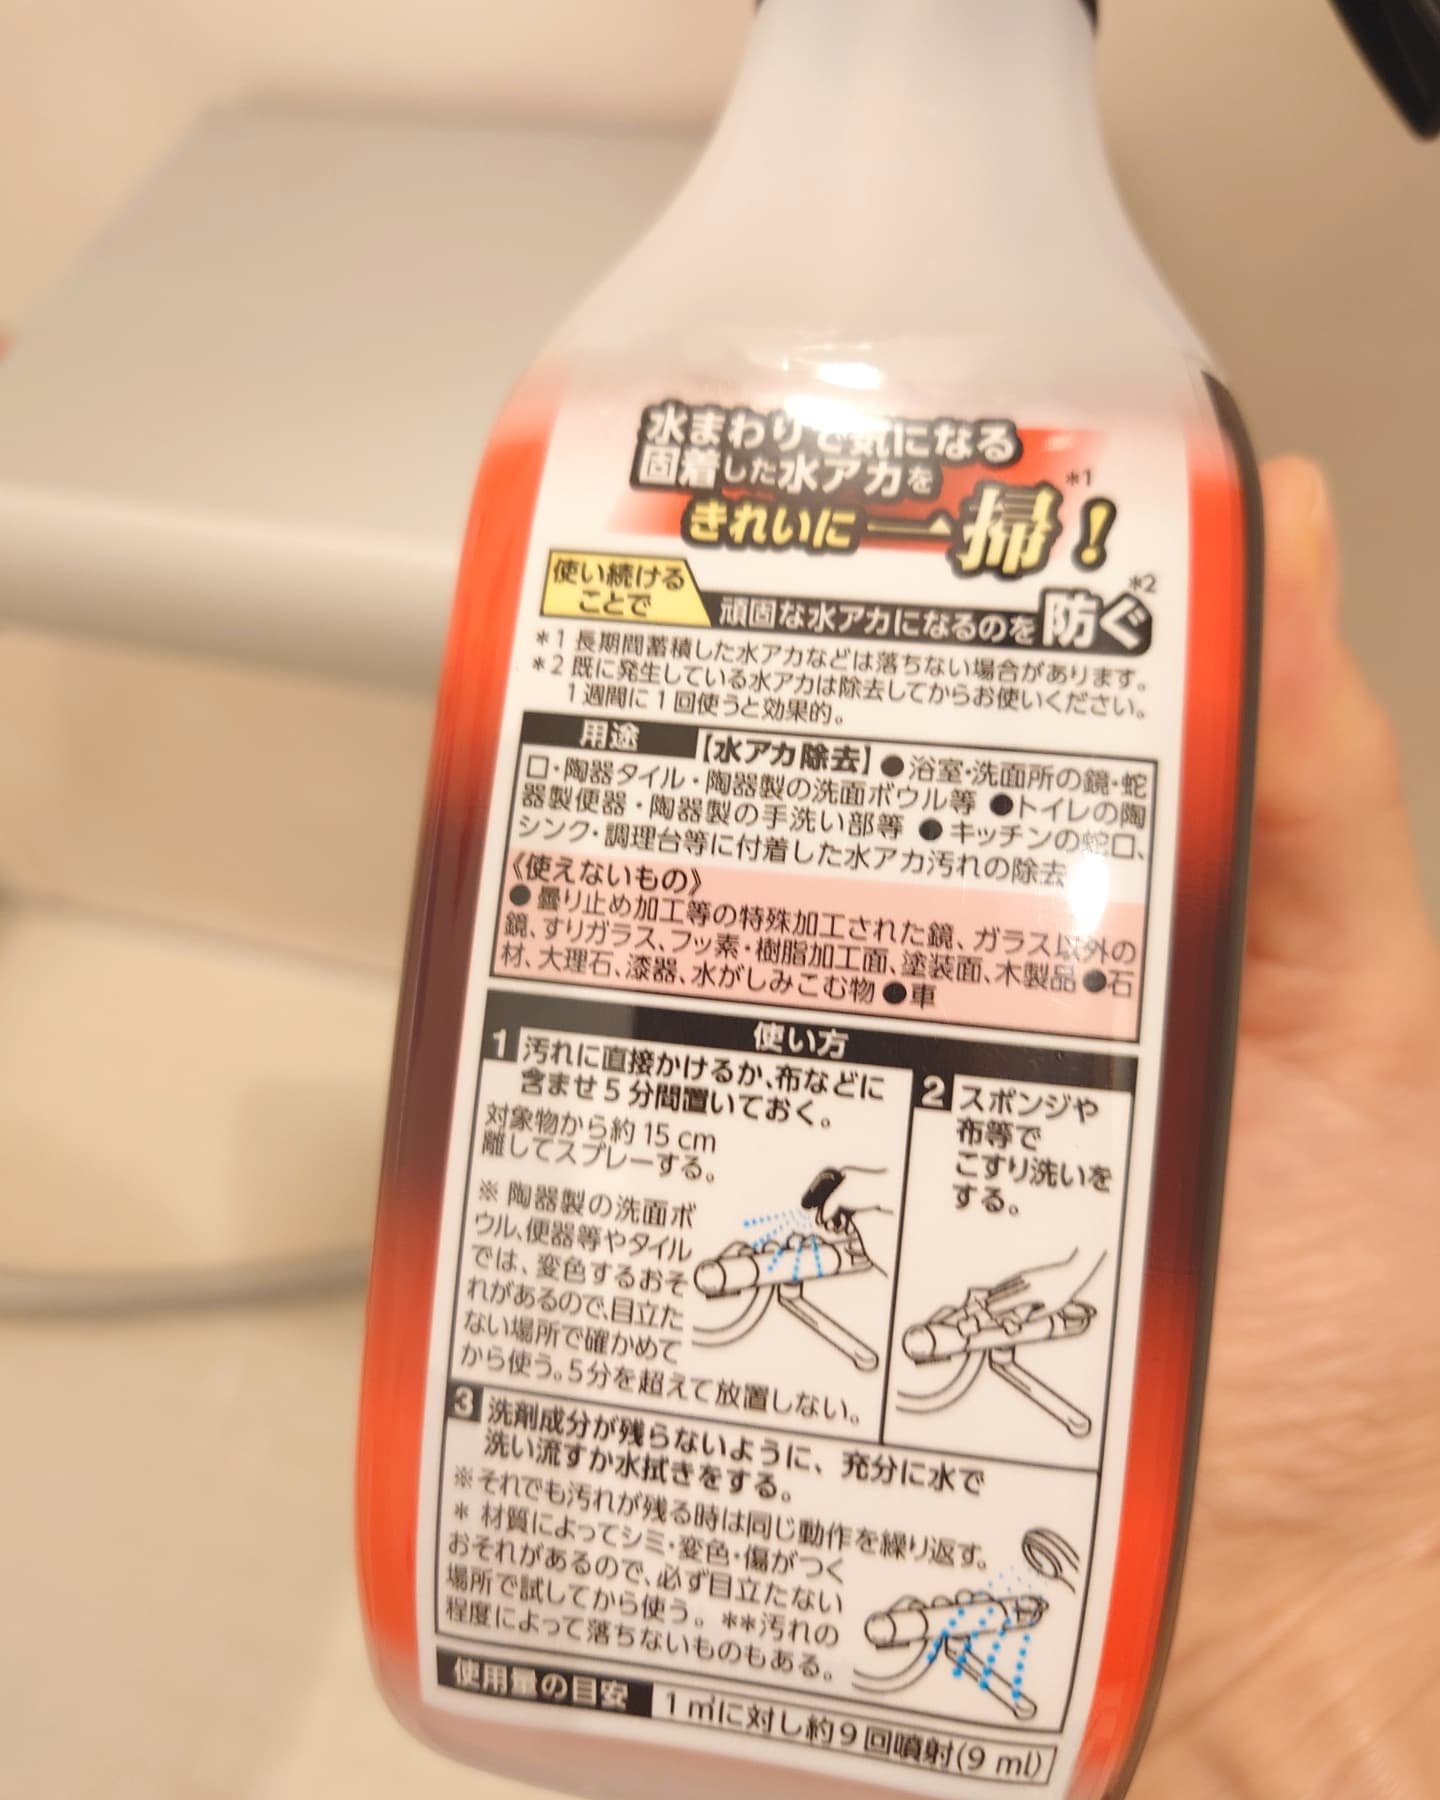 水まわりで気になる
固着した水アカを
きれいに一掃！*1
使い続ける
ことで
頑固な水アカになるのを防ぐ*2
*1 長期間蓄積した水アカなどは落ちない場合があります。
*2 既に発生している水アカは除去してからお使いください。
1週間に1回使うと効果的。
用途 【水アカ除去】●浴室・洗面所の鏡・蛇
口・陶器タイル・陶器製の洗面ボウル等 ●トイレの陶
器製便器・陶器製の手洗い部等 ●キッチンの蛇口、
シンク・調理台等に付着した水アカ汚れの除去
《使えないもの》
●曇り止め加工等の特殊加工された鏡、ガラス以外の
鏡、すりガラス、フッ素・樹脂加工面、塗装面、木製品 ●石
材、大理石、漆器、水がしみこむ物 ●車
使い方
1 汚れに直接かけるか、布などに
含ませ5分間置いておく。
対象物から約15cm
離してスプレーする。
※陶器製の洗面ボ
ウル、便器等やタイル
では、変色するおそ
れがあるので、目立た
ない場所で確かめて
から使う。5分を超えて放置しない。
2 スポンジや
布等で
こすり洗いを
する。
3 洗剤成分が残らないように、充分に水で
洗い流すか水拭きをする。
※それでも汚れが残る時は同じ動作を繰り返す。
* 材質によってシミ・変色・傷がつく
おそれがあるので、必ず目立たない
場所で試してから使う。**汚れの
程度によって落ちないものもある。
使用量の目安 1㎡に対し約9回噴射(9 ml)